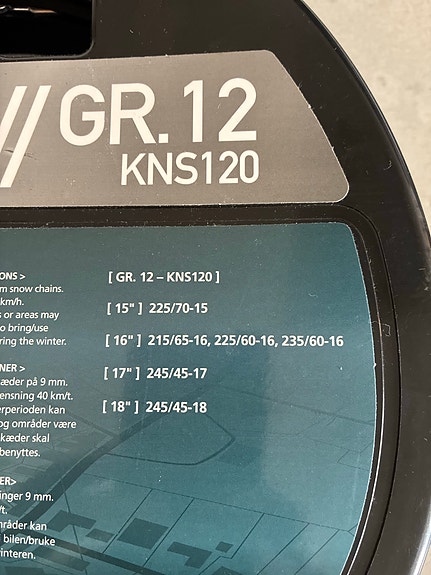 // GR. 12
KNS120
ONS >
m snow chains.
km/h.
s or areas may
o bring/use
ring the winter.
NER >
æder på 9 mm.
ensning 40 km/t.
erperioden kan
og områder være
kæder skal
benyttes.
ER>
inger 9 mm.
/t.
mråder kan
bilen/bruke
interen.
[ GR. 12 – KNS120 ]
[ 15" ] 225/70-15
[ 16" ] 215/65-16, 225/60-16, 235/60-16
[ 17" ] 245/45-17
[ 18" ] 245/45-18